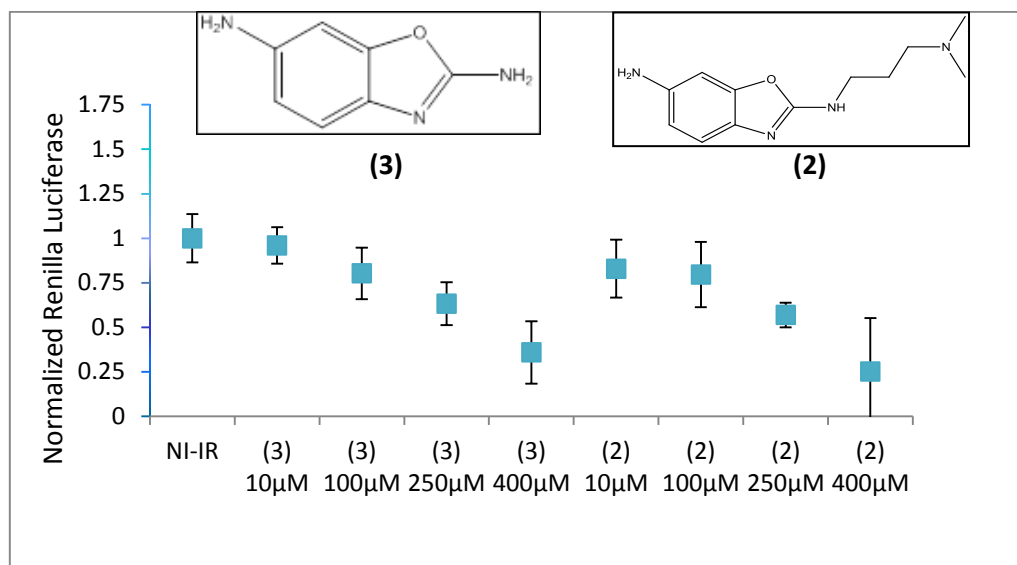 H₂N
O
N
NH₂
(3)
H₂N
O
N
NH
N
(2)
Normalized Renilla Luciferase
1.75
1.5
1.25
1
0.75
0.5
0.25
0
NI-IR
(3) 10µM
(3) 100µM
(3) 250µM
(3) 400µM
(2) 10µM
(2) 100µM
(2) 250µM
(2) 400µM